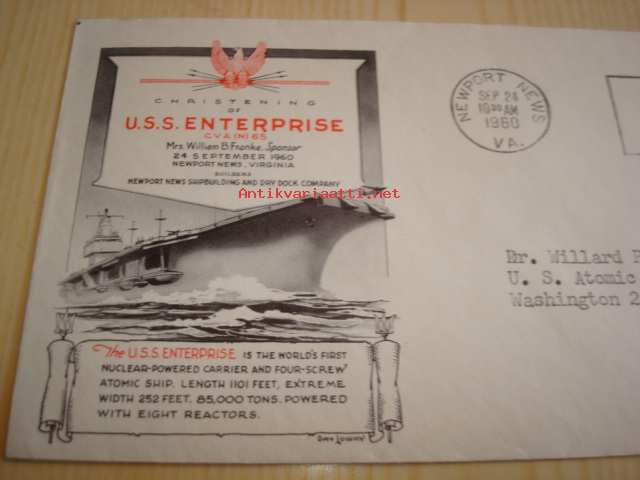 CHRISTENING
OF
U.S.S. ENTERPRISE
CVA(N)65
Mrs. William B. Franke, Sponsor
24 SEPTEMBER 1960
NEWPORT NEWS, VIRGINIA
BUILDERS
NEWPORT NEWS SHIPBUILDING AND DRY DOCK COMPANY
Antikvariaatti.net
The U.S.S. ENTERPRISE IS THE WORLD'S FIRST
NUCLEAR-POWERED CARRIER AND FOUR-SCREW
ATOMIC SHIP. LENGTH 1101 FEET, EXTREME
WIDTH 252 FEET. 85,000 TONS. POWERED
WITH EIGHT REACTORS.
NEWPORT NEWS
SEP 24
1030 AM
1960
VA.
Dr. Willard
U. S. Atomic
Washington 2